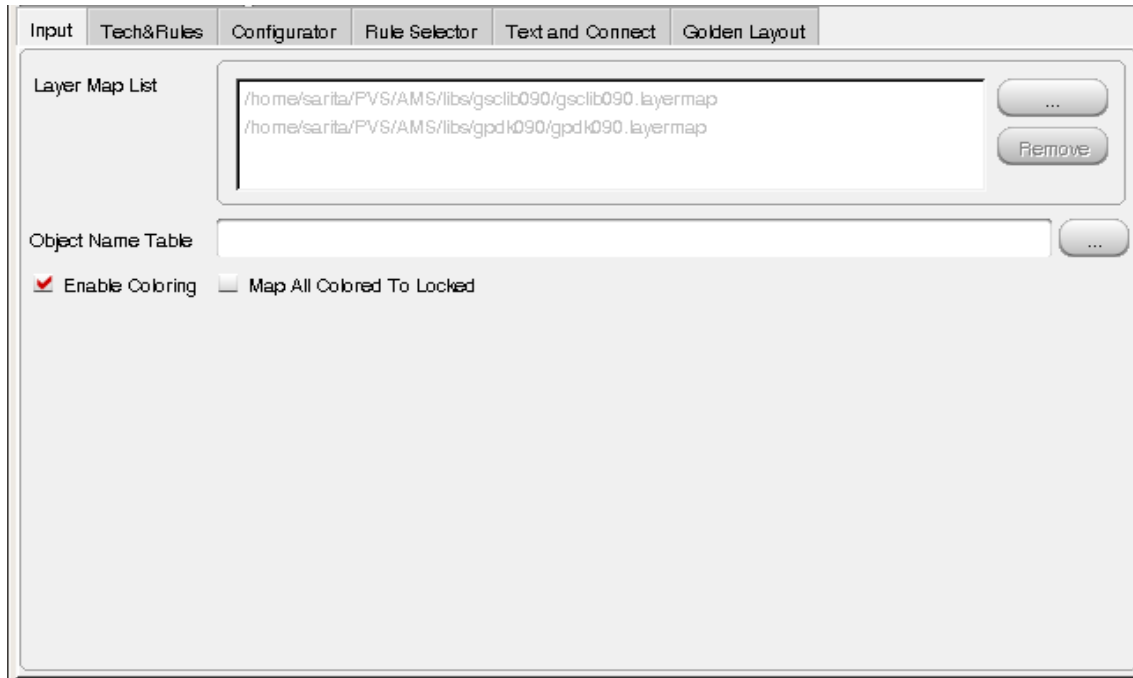 Input Tech&Rules Configurator Rule Selector Text and Connect Golden Layout
Layer Map List
/home/sarita/PVS/AMS/libs/gsclib090/gsclib090.layermap
...
/home/sarita/PVS/AMS/libs/gpdk090/gpdk090.layermap
Remove
Object Name Table
...
Enable Coloring Map All Colored To Locked